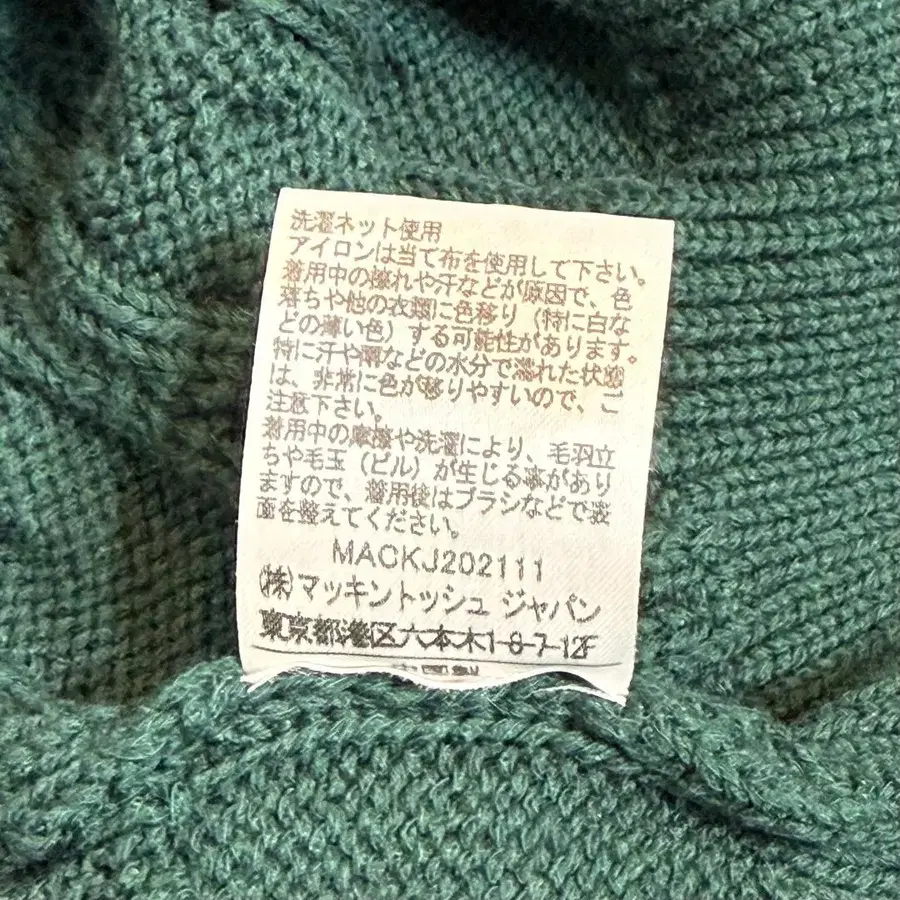 洗濯ネット使用
アイロンは当て布を使用して下さい。
着用中の擦れや汗などが原因で、色
落ちや他の衣類に色移り（特に白な
どの薄い色）する可能性があります。
特に汗や雨などの水分で濡れた状態
は、非常に色が移りやすいので、ご
注意下さい。
着用中の摩擦や洗濯により、毛羽立
ちや毛玉（ピル）が生じる事があり
ますので、着用後はブラシなどで表
面を整えてください。
MACKJ202111
(株)マッキントッシュ ジャパン
東京都港区六本木1-8-7-12F